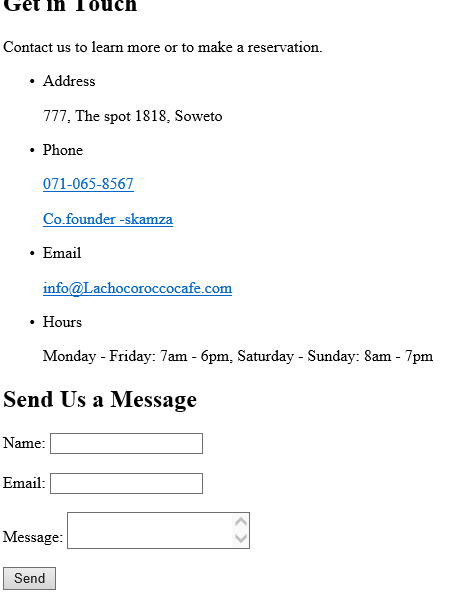 Get in Touch
Contact us to learn more or to make a reservation.
• Address
777, The spot 1818, Soweto
• Phone
071-065-8567
Co.founder -skamza
• Email
info@Lachocoroccocafe.com
• Hours
Monday - Friday: 7am - 6pm, Saturday - Sunday: 8am - 7pm
Send Us a Message
Name:
Email:
Message:
Send